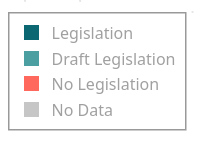 Legislation
Draft Legislation
No Legislation
No Data